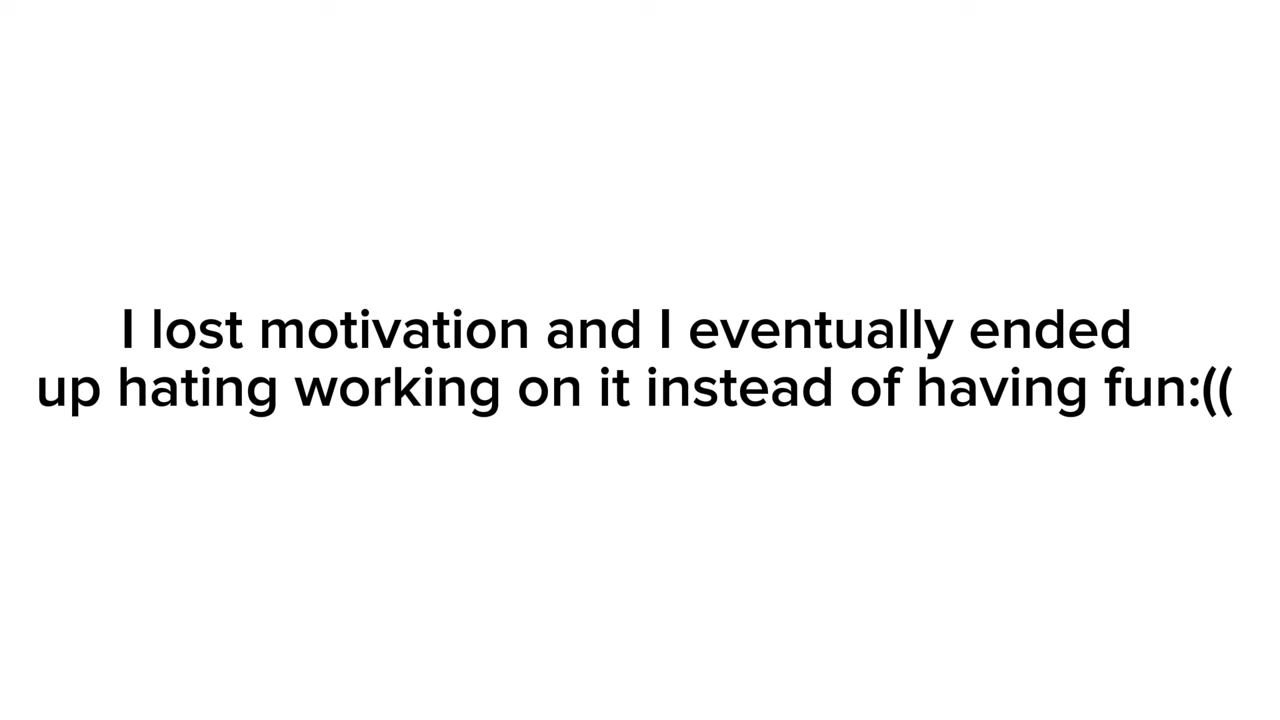 I lost motivation and I eventually ended
up hating working on it instead of having fun:((